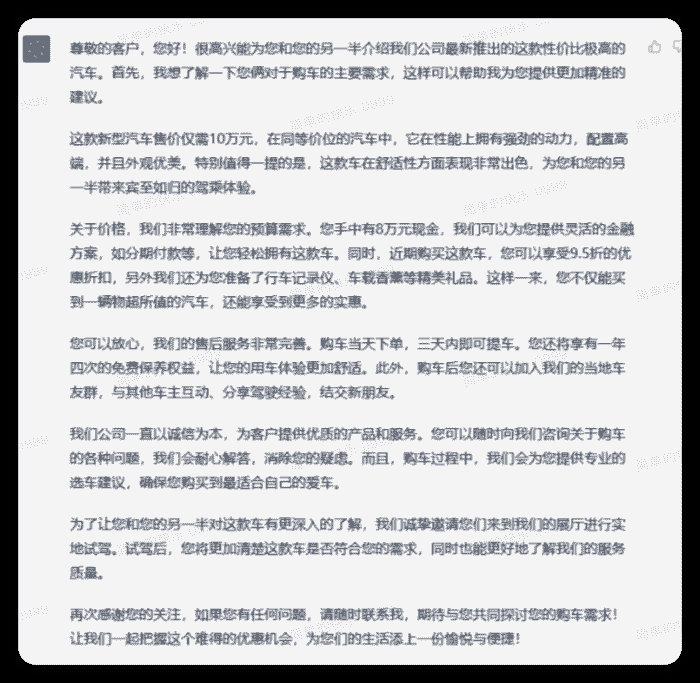 尊敬的客户，您好！很高兴能为您和您的另一半介绍我们公司最新推出的这款性价比极高的
汽车。首先，我想了解一下您俩对于购车的主要需求，这样可以帮助我为您提供更加精准的
建议。
这款新型汽车售价仅需10万元，在同等价位的汽车中，它在性能上拥有强劲的动力，配置高
端，并且外观优美。特别值得一提的是，这款车在舒适性方面表现非常出色，为您和您的另
一半带来宾至如归的驾乘体验。
关于价格，我们非常理解您的预算需求。您手中有8万元现金，我们可以为您提供灵活的金融
方案，如分期付款等，让您轻松拥有这款车。同时，近期购买这款车，您可以享受9.5折的优
惠折扣，另外我们还为您准备了行车记录仪、车载香薰等精美礼品。这样一来，您不仅能买
到一辆物超所值的汽车，还能享受到更多的实惠。
您可以放心，我们的售后服务非常完善。购车当天下单，三天内即可提车。您还将享有一年
四次的免费保养权益，让您的用车体验更加舒适。此外，购车后您还可以加入我们的当地车
友群，与其他车主互动、分享驾驶经验，结交新朋友。
我们公司一直以诚信为本，为客户提供优质的产品和服务。您可以随时向我们咨询关于购车
的各种问题，我们会耐心解答，消除您的疑虑。而且，购车过程中，我们会为您提供专业的
选车建议，确保您购买到最适合自己的爱车。
为了让您和您的另一半对这款车有更深入的了解，我们诚挚邀请您们来到我们的展厅进行实
地试驾。试驾后，您将更加清楚这款车是否符合您的需求，同时也能更好地了解我们的服务
质量。
再次感谢您的关注，如果您有任何问题，请随时联系我，期待与您共同探讨您的购车需求！
让我们一起把握这个难得的优惠机会，为您们的生活添上一份愉悦与便捷！